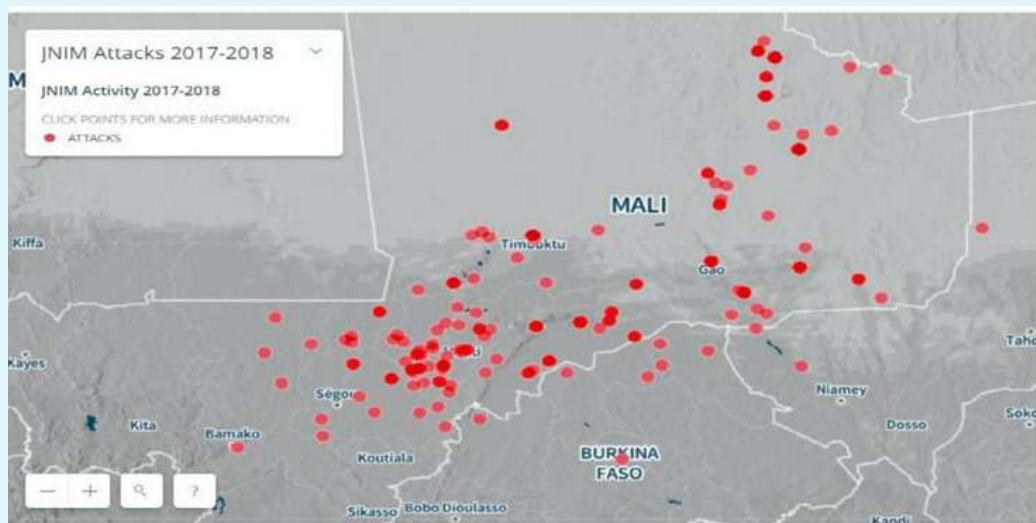 JNIM Attacks 2017-2018
JNIM Activity 2017-2018
CLICK POINTS FOR MORE INFORMATION
ATTACKS
M
MALI
Kiffa
Timbuktu
Gao
Kayes
Tah
Ségou
Niamey
Kita
Bamako
Dosso
Soko
Koutiala
BURKINA
FASO
Sikasso
Bobo Dioulasso
Kandi
− + ?